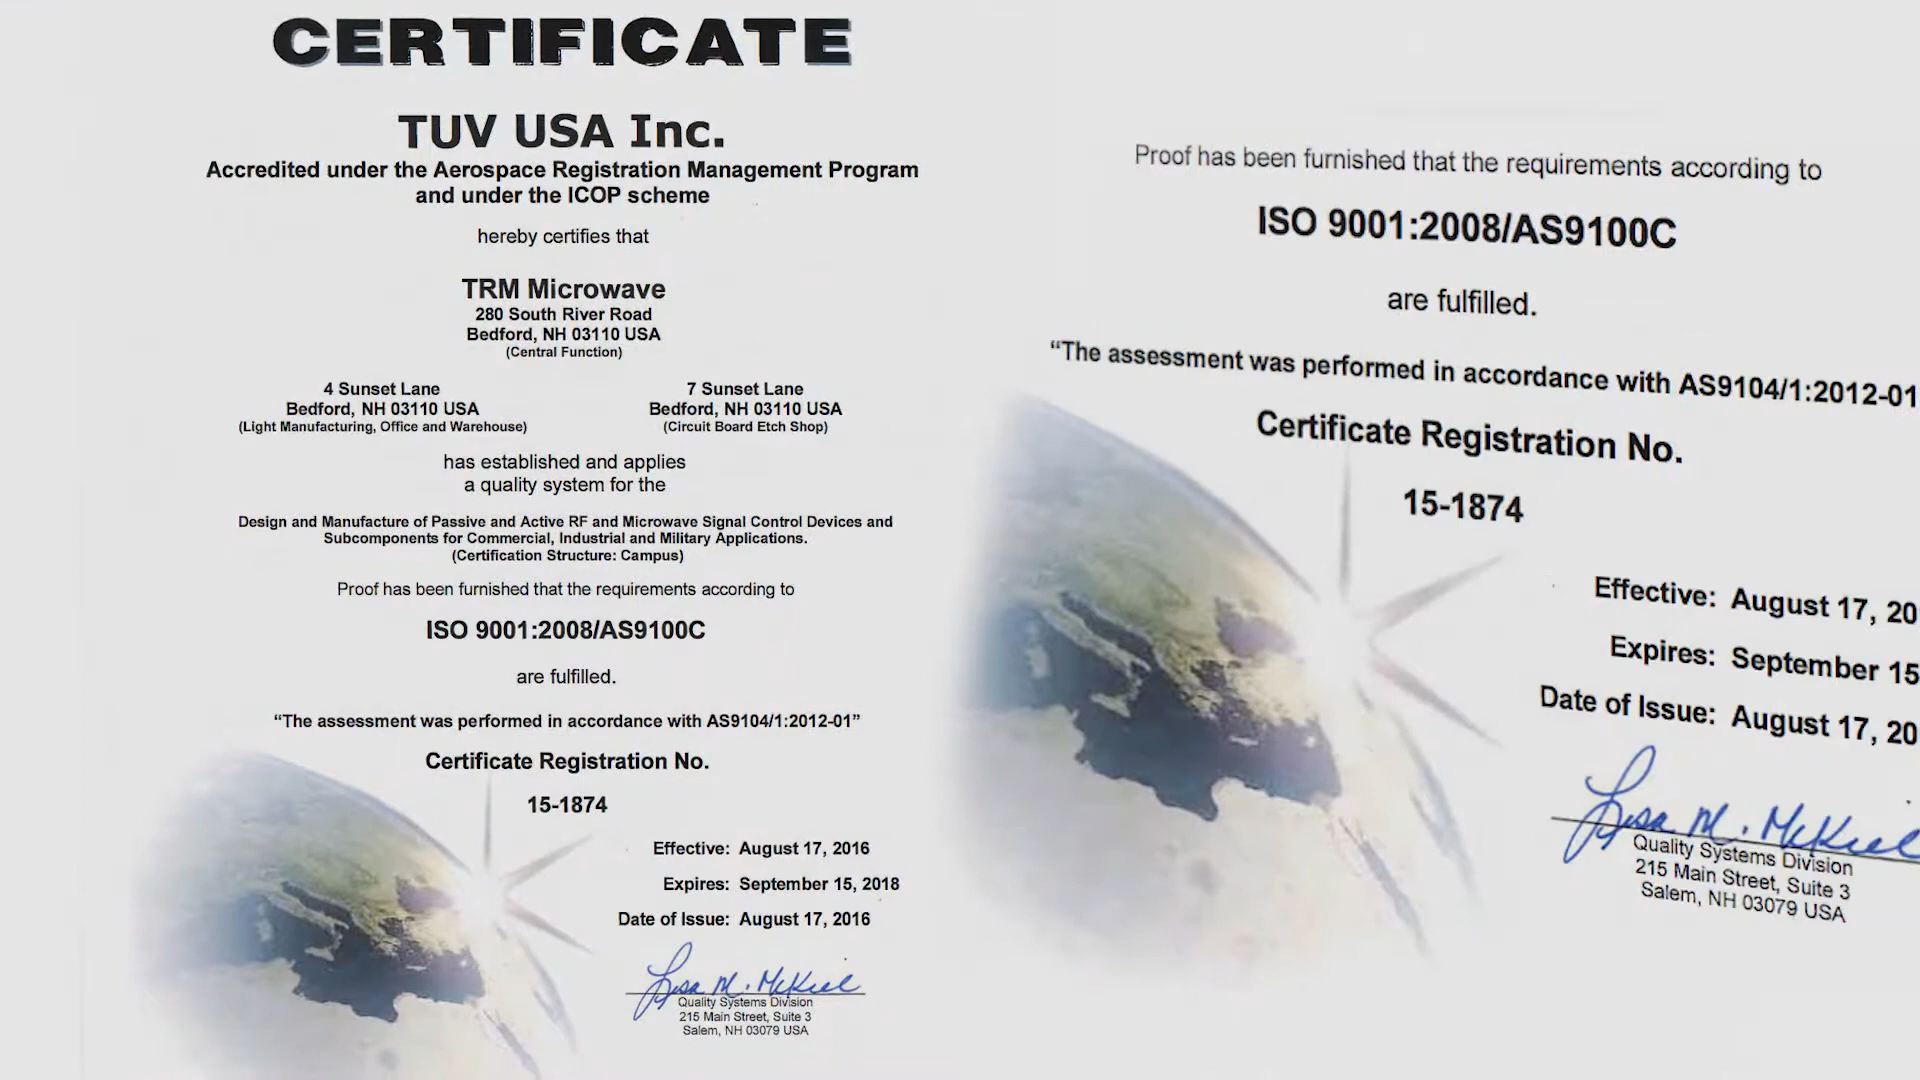 CERTIFICATE
TUV USA Inc.
Accredited under the Aerospace Registration Management Program
and under the ICOP scheme
hereby certifies that
TRM Microwave
280 South River Road
Bedford, NH 03110 USA
(Central Function)
4 Sunset Lane
Bedford, NH 03110 USA
(Light Manufacturing, Office and Warehouse)
7 Sunset Lane
Bedford, NH 03110 USA
(Circuit Board Etch Shop)
has established and applies
a quality system for the
Design and Manufacture of Passive and Active RF and Microwave Signal Control Devices and
Subcomponents for Commercial, Industrial and Military Applications.
(Certification Structure: Campus)
Proof has been furnished that the requirements according to
ISO 9001:2008/AS9100C
are fulfilled.
“The assessment was performed in accordance with AS9104/1:2012-01”
Certificate Registration No.
15-1874
Effective: August 17, 2016
Expires: September 15, 2018
Date of Issue: August 17, 2016
Lisa M. McKiel
Quality Systems Division
215 Main Street, Suite 3
Salem, NH 03079 USA
Proof has been furnished that the requirements according to
ISO 9001:2008/AS9100C
are fulfilled.
“The assessment was performed in accordance with AS9104/1:2012-01
Certificate Registration No.
15-1874
Effective: August 17, 20
Expires: September 15
Date of Issue: August 17, 20
Lisa M. McKiel
Quality Systems Division
215 Main Street, Suite 3
Salem, NH 03079 USA